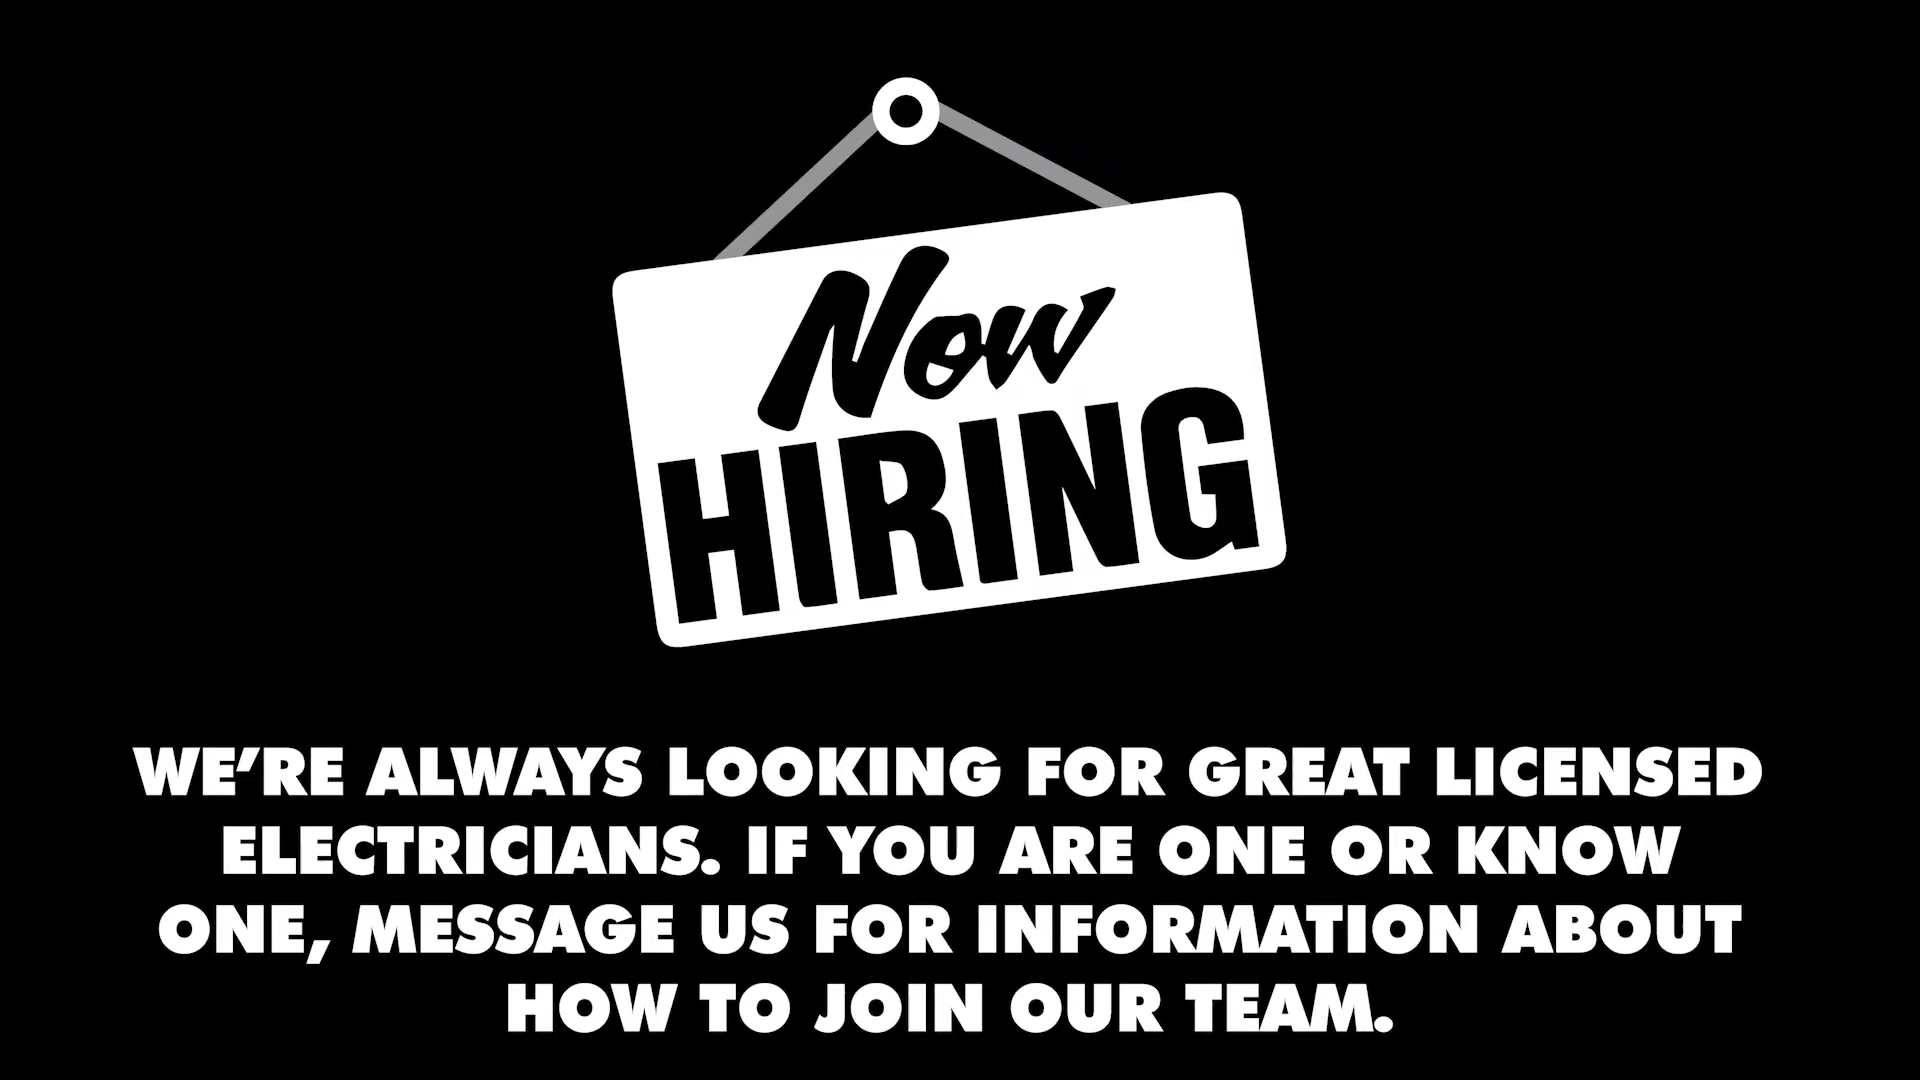 Now
HIRING
WE’RE ALWAYS LOOKING FOR GREAT LICENSED
ELECTRICIANS. IF YOU ARE ONE OR KNOW
ONE, MESSAGE US FOR INFORMATION ABOUT
HOW TO JOIN OUR TEAM.